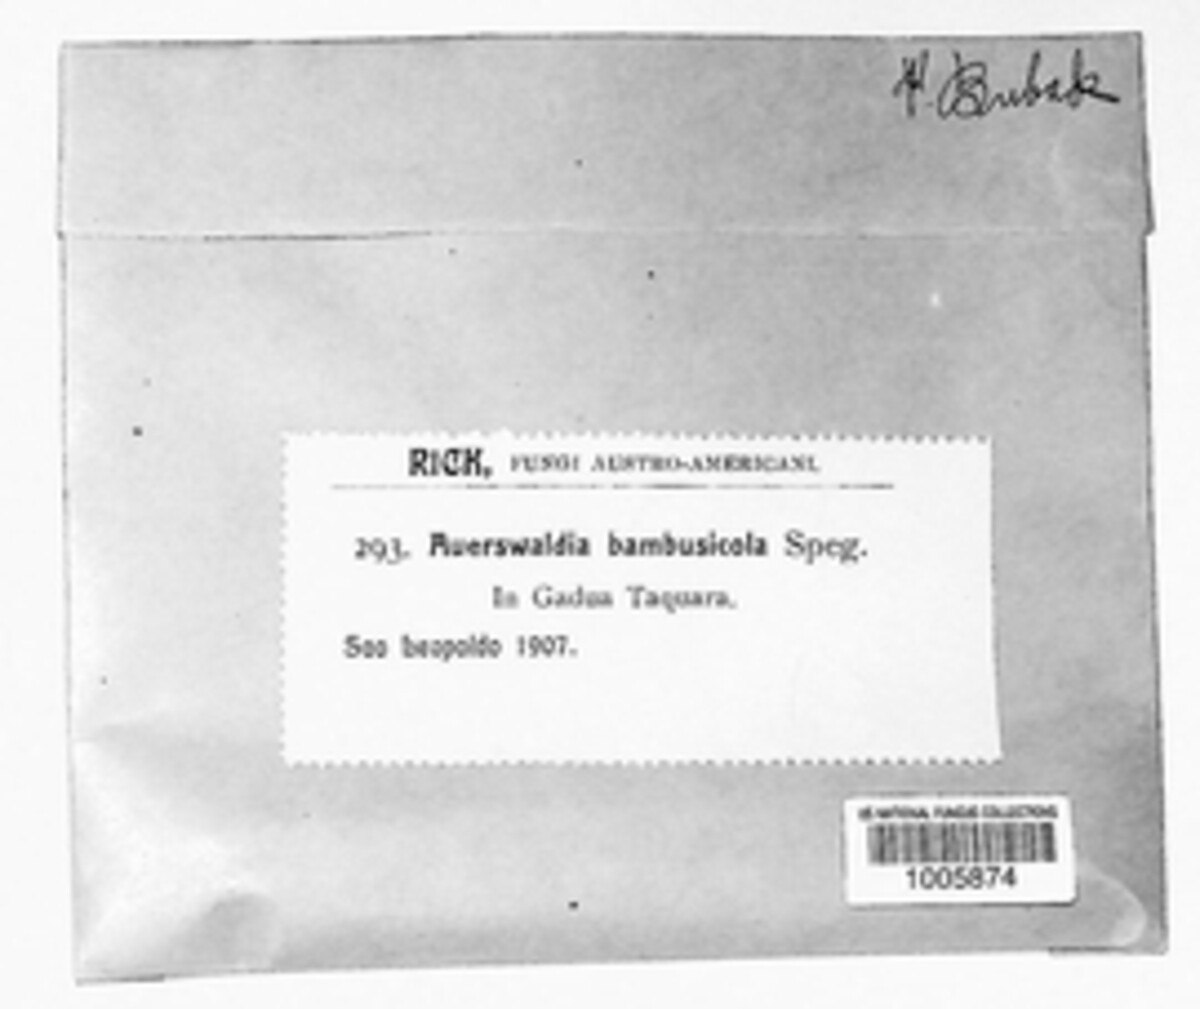 H. Bubak
RICK, FUNGI AUSTRO-AMERICANI.
293. Auerswaldia bambusicola Speg.
In Gadua Taquara.
Sao Leopoldo 1907.
US NATIONAL FUNGUS COLLECTIONS
1005874